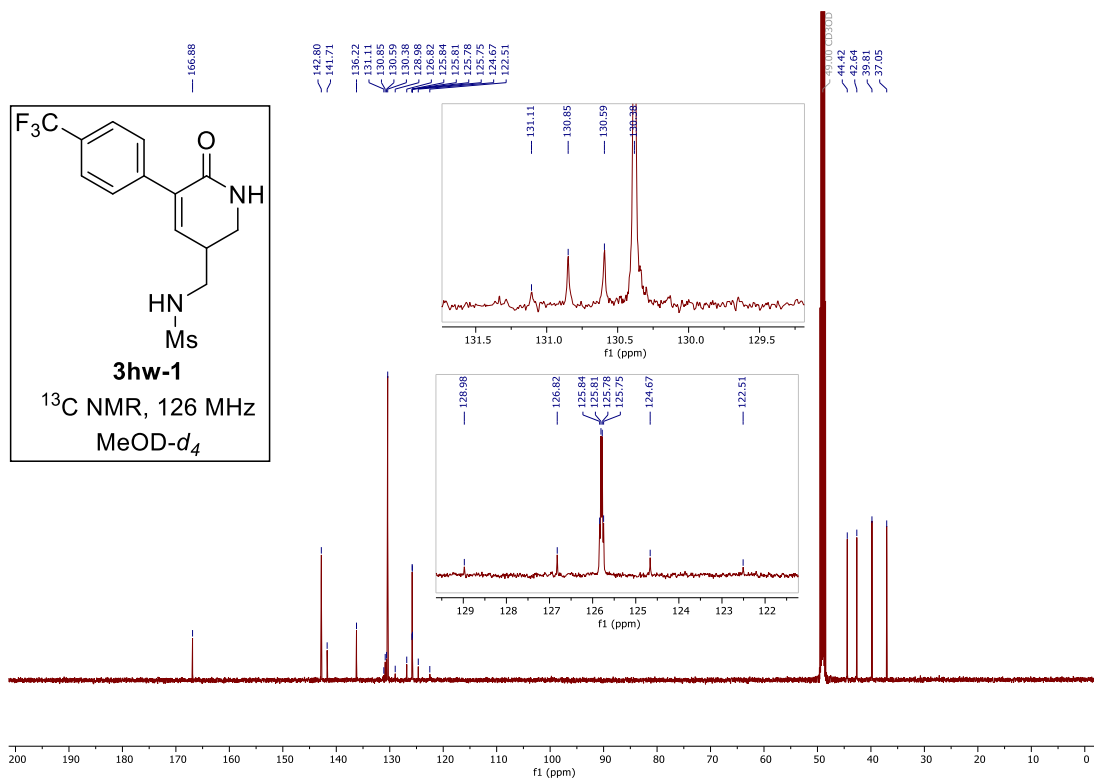 166.88
142.80
141.71
136.22
131.11
130.85
130.59
130.38
128.98
126.82
125.84
125.81
125.78
125.75
124.67
122.51
49.00 CD3OD
44.42
42.64
39.81
37.05
F₃C
O
NH
HN
Ms
3hw-1
¹³C NMR, 126 MHz
MeOD-d₄
131.11
130.85
130.59
130.38
131.5 131.0 130.5 130.0 129.5
f1 (ppm)
128.98
126.82
125.84
125.81
125.78
125.75
124.67
122.51
129 128 127 126 125 124 123 122
f1 (ppm)
200 190 180 170 160 150 140 130 120 110 100 90 80 70 60 50 40 30 20 10 0
f1 (ppm)